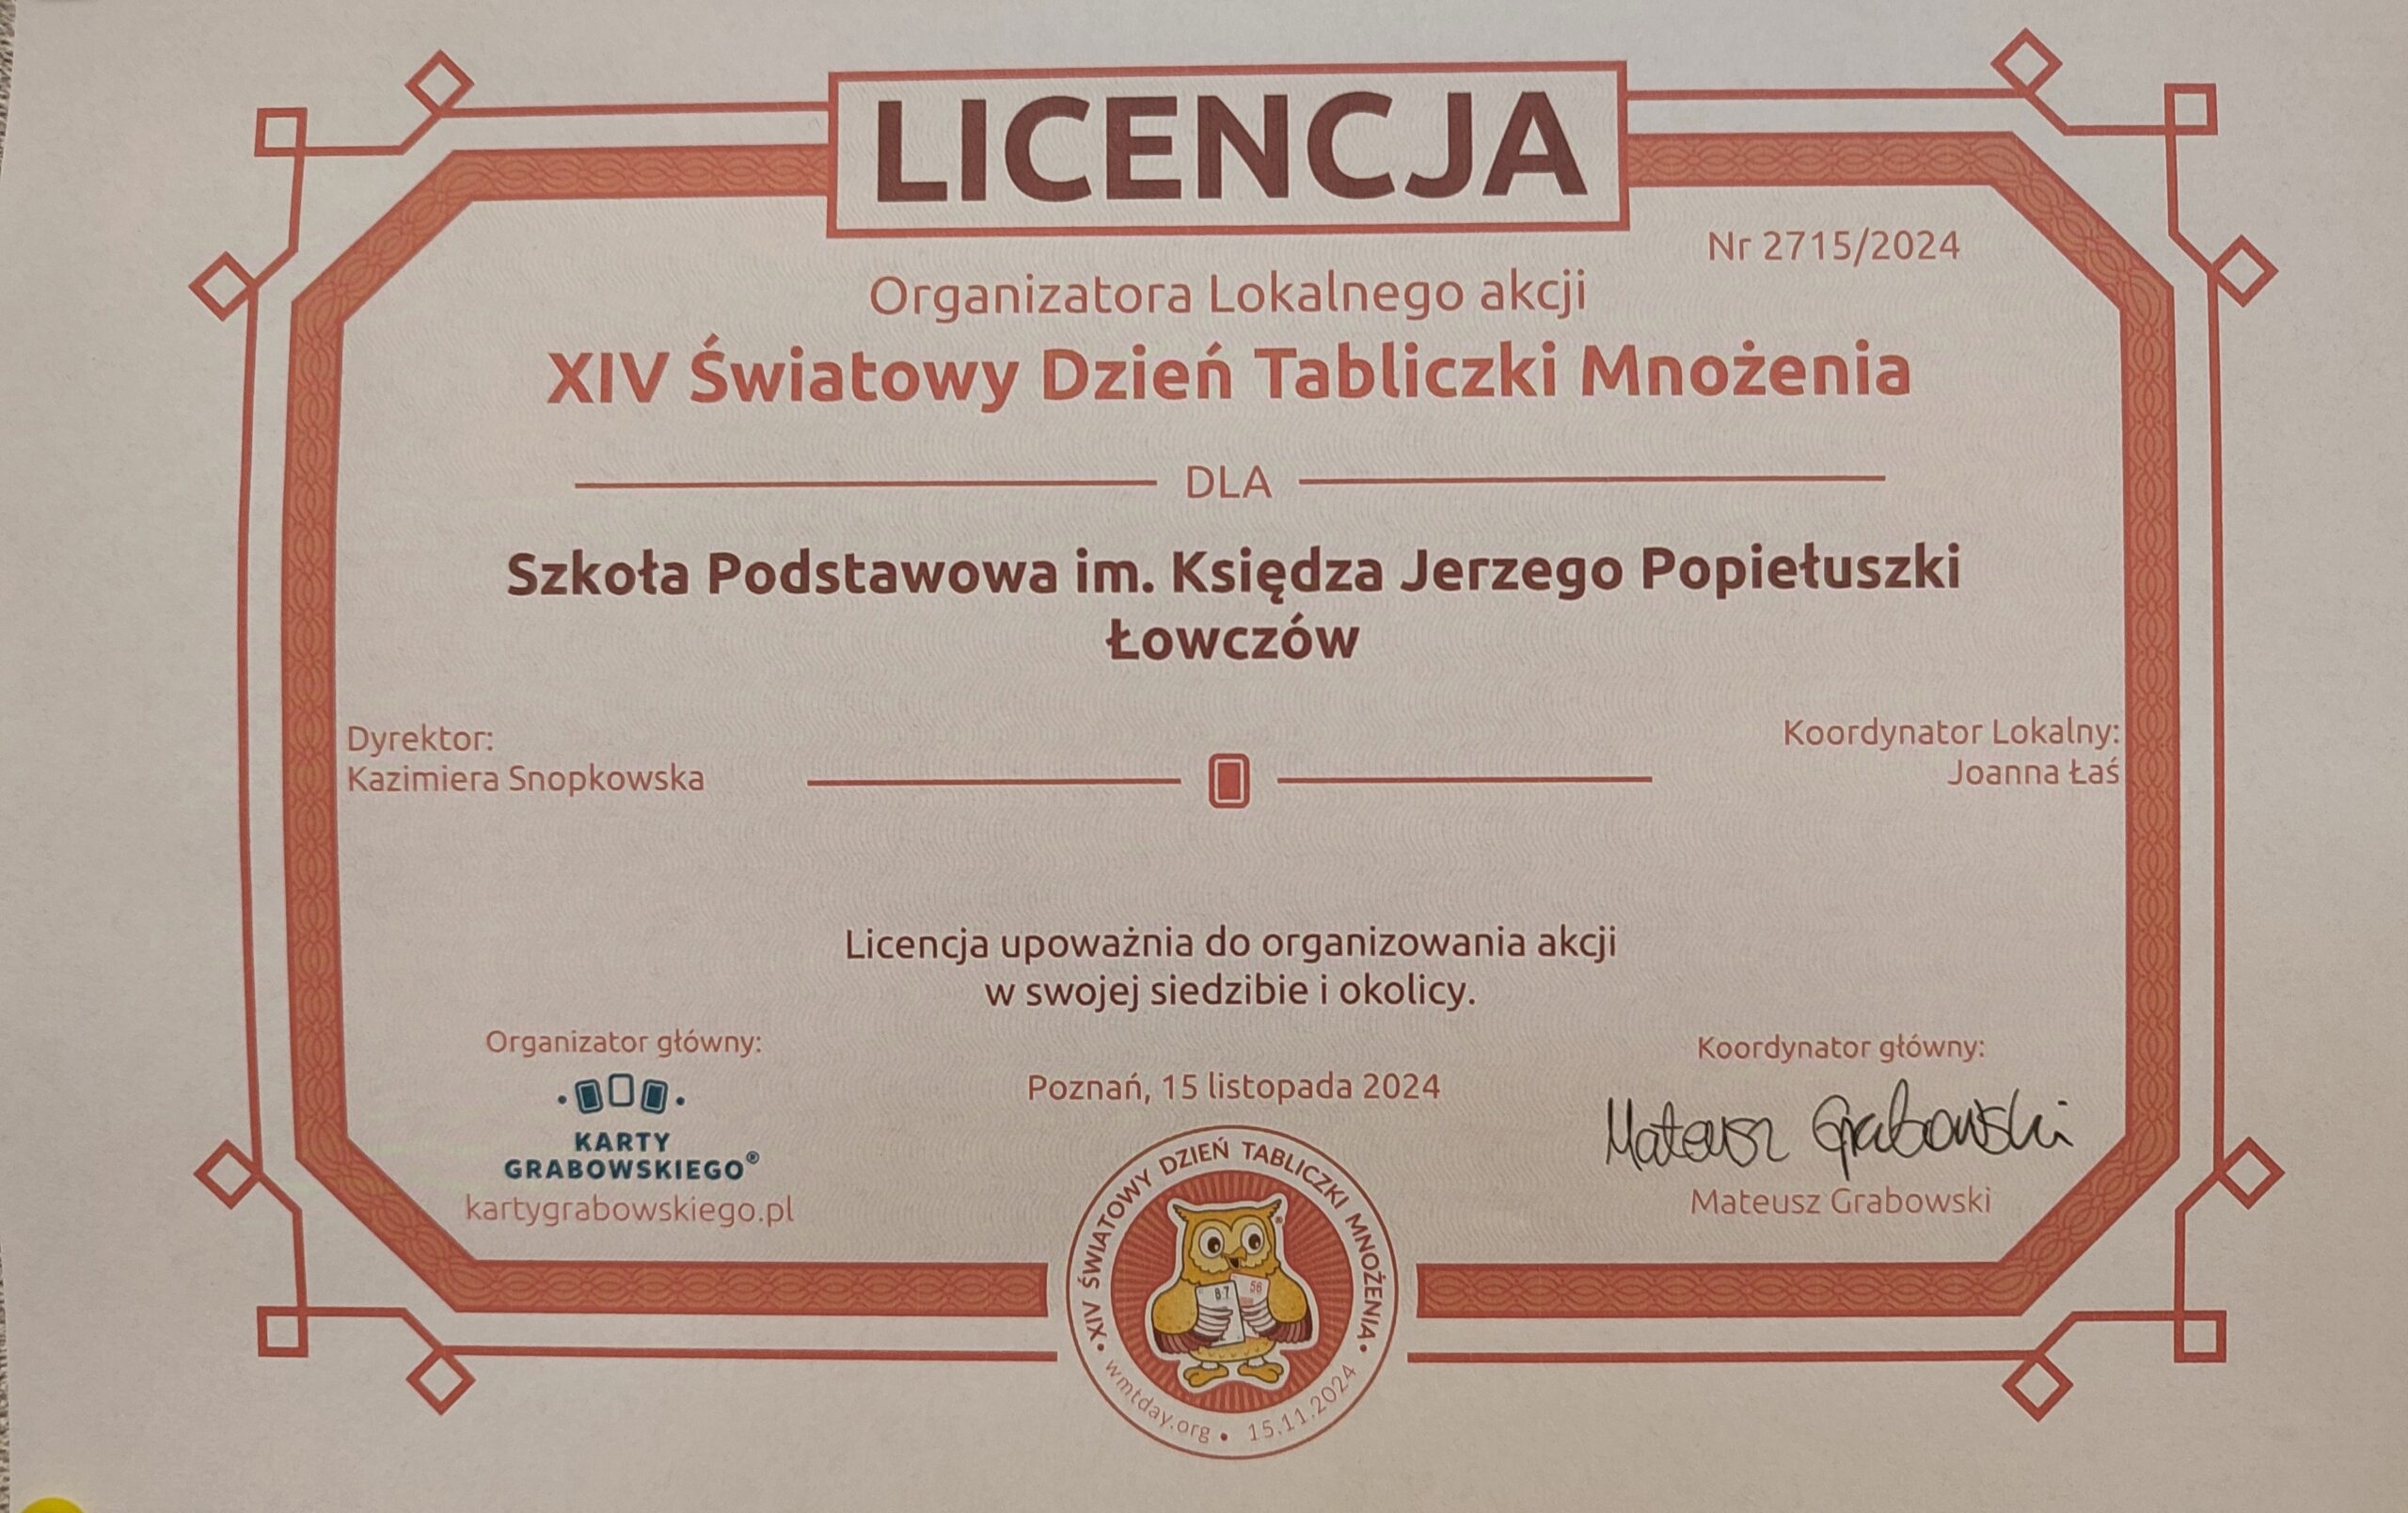 LICENCJA
Nr 2715/2024
Organizatora Lokalnego akcji
XIV Światowy Dzień Tabliczki Mnożenia
DLA
Szkoła Podstawowa im. Księdza Jerzego Popiełuszki
Łowczów
Dyrektor:
Kazimiera Snopkowska
Koordynator Lokalny:
Joanna Łaś
Licencja upoważnia do organizowania akcji
w swojej siedzibie i okolicy.
Organizator główny:
KARTY
GRABOWSKIEGO®
kartygrabowskiego.pl
Poznań, 15 listopada 2024
Koordynator główny:
Mateusz Grabowski
Mateusz Grabowski
• XIV ŚWIATOWY DZIEŃ TABLICZKI MNOŻENIA •
8·7
56
wmtday.org • 15.11.2024